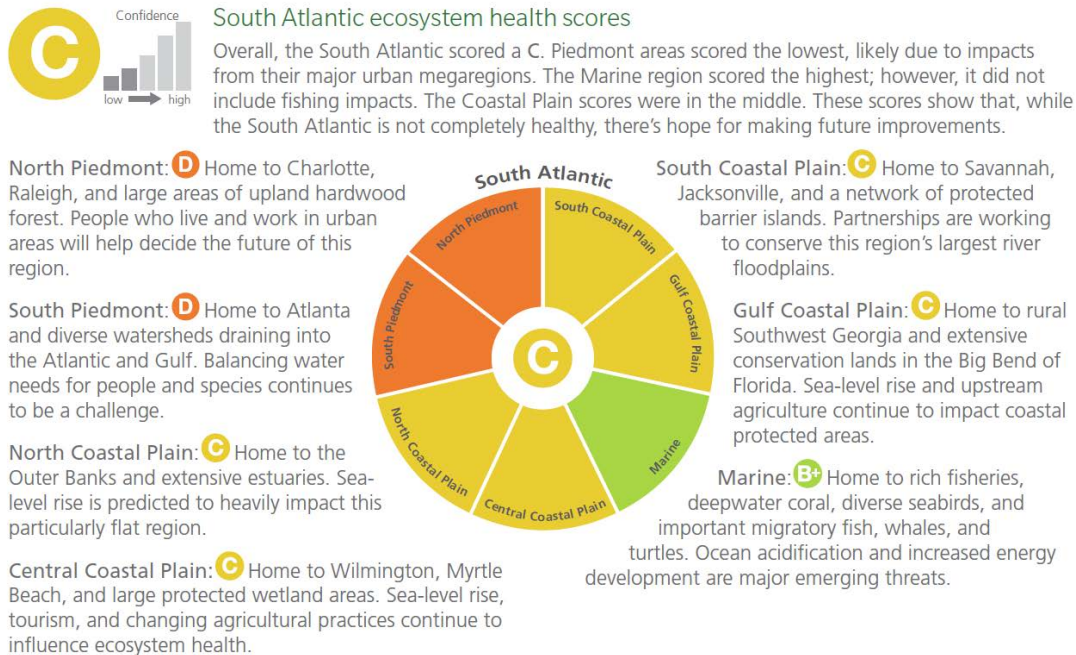 C
Confidence
low high
South Atlantic ecosystem health scores
Overall, the South Atlantic scored a C. Piedmont areas scored the lowest, likely due to impacts
from their major urban megaregions. The Marine region scored the highest; however, it did not
include fishing impacts. The Coastal Plain scores were in the middle. These scores show that, while
the South Atlantic is not completely healthy, there’s hope for making future improvements.
North Piedmont: D Home to Charlotte,
Raleigh, and large areas of upland hardwood
forest. People who live and work in urban
areas will help decide the future of this
region.
South Piedmont: D Home to Atlanta
and diverse watersheds draining into
the Atlantic and Gulf. Balancing water
needs for people and species continues
to be a challenge.
North Coastal Plain: C Home to the
Outer Banks and extensive estuaries. Sea-
level rise is predicted to heavily impact this
particularly flat region.
Central Coastal Plain: C Home to Wilmington, Myrtle
Beach, and large protected wetland areas. Sea-level rise,
tourism, and changing agricultural practices continue to
influence ecosystem health.
South Atlantic
North Piedmont
South Coastal Plain
South Piedmont
Gulf Coastal Plain
C
North Coastal Plain
Marine
Central Coastal Plain
South Coastal Plain: C Home to Savannah,
Jacksonville, and a network of protected
barrier islands. Partnerships are working
to conserve this region’s largest river
floodplains.
Gulf Coastal Plain: C Home to rural
Southwest Georgia and extensive
conservation lands in the Big Bend of
Florida. Sea-level rise and upstream
agriculture continue to impact coastal
protected areas.
Marine: B+ Home to rich fisheries,
deepwater coral, diverse seabirds, and
important migratory fish, whales, and
turtles. Ocean acidification and increased energy
development are major emerging threats.